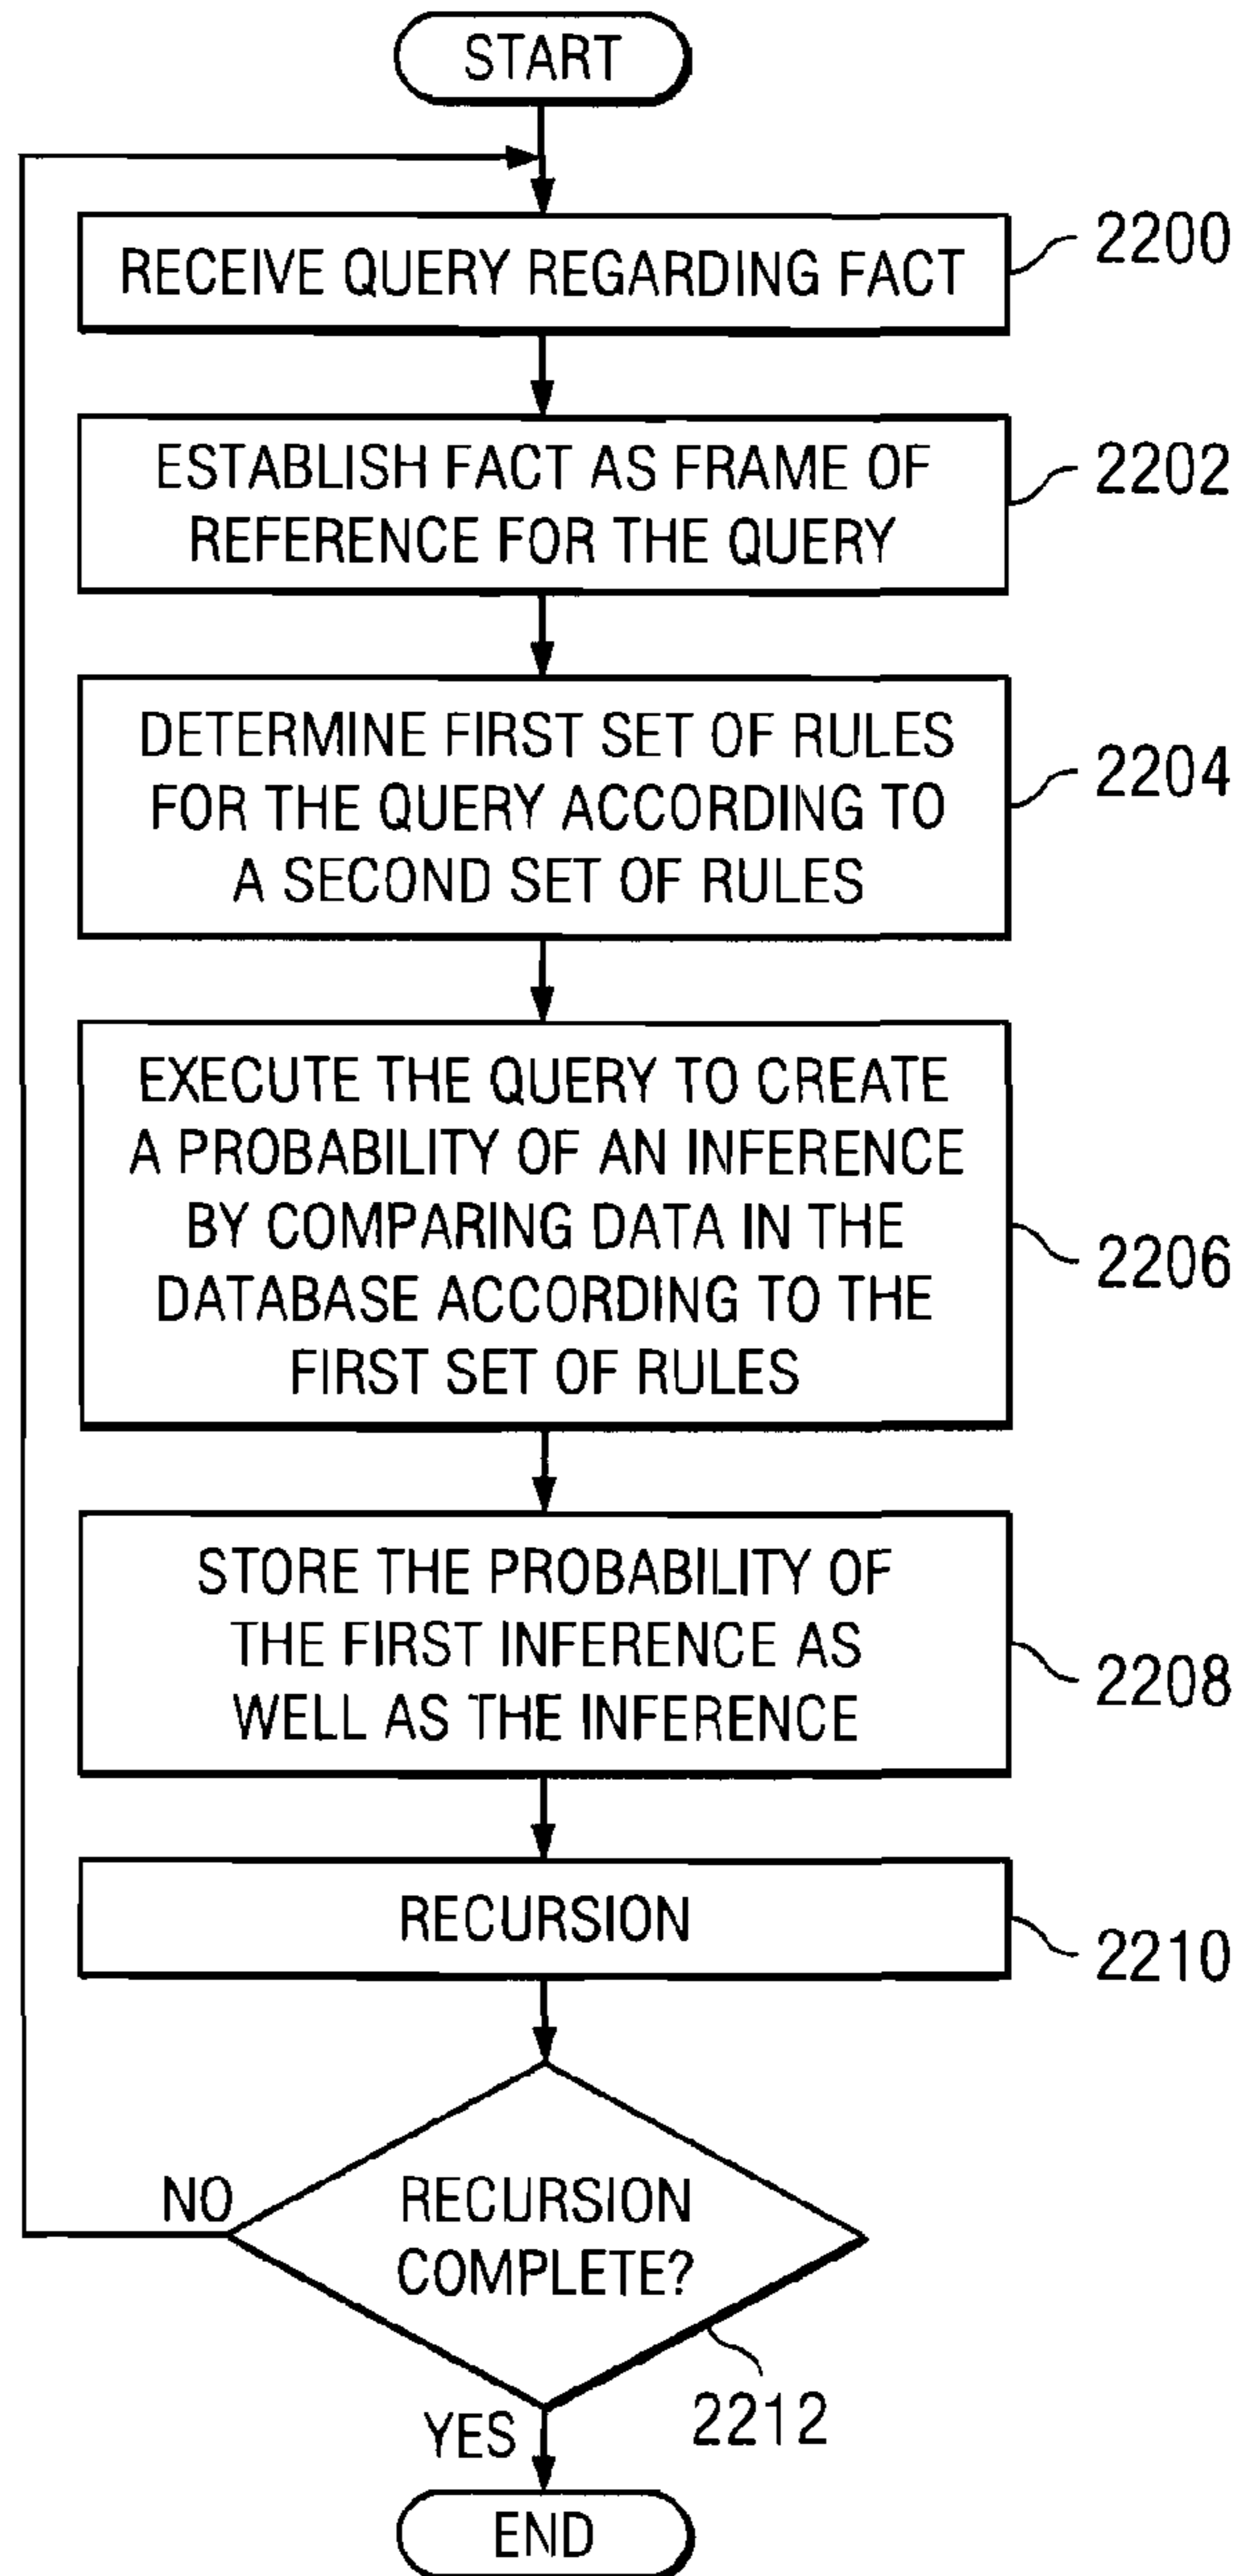 START
RECEIVE QUERY REGARDING FACT
2200
ESTABLISH FACT AS FRAME OF
REFERENCE FOR THE QUERY
2202
DETERMINE FIRST SET OF RULES
FOR THE QUERY ACCORDING TO
A SECOND SET OF RULES
2204
EXECUTE THE QUERY TO CREATE
A PROBABILITY OF AN INFERENCE
BY COMPARING DATA IN THE
DATABASE ACCORDING TO THE
FIRST SET OF RULES
2206
STORE THE PROBABILITY OF
THE FIRST INFERENCE AS
WELL AS THE INFERENCE
2208
RECURSION
2210
NO
RECURSION
COMPLETE?
2212
YES
END